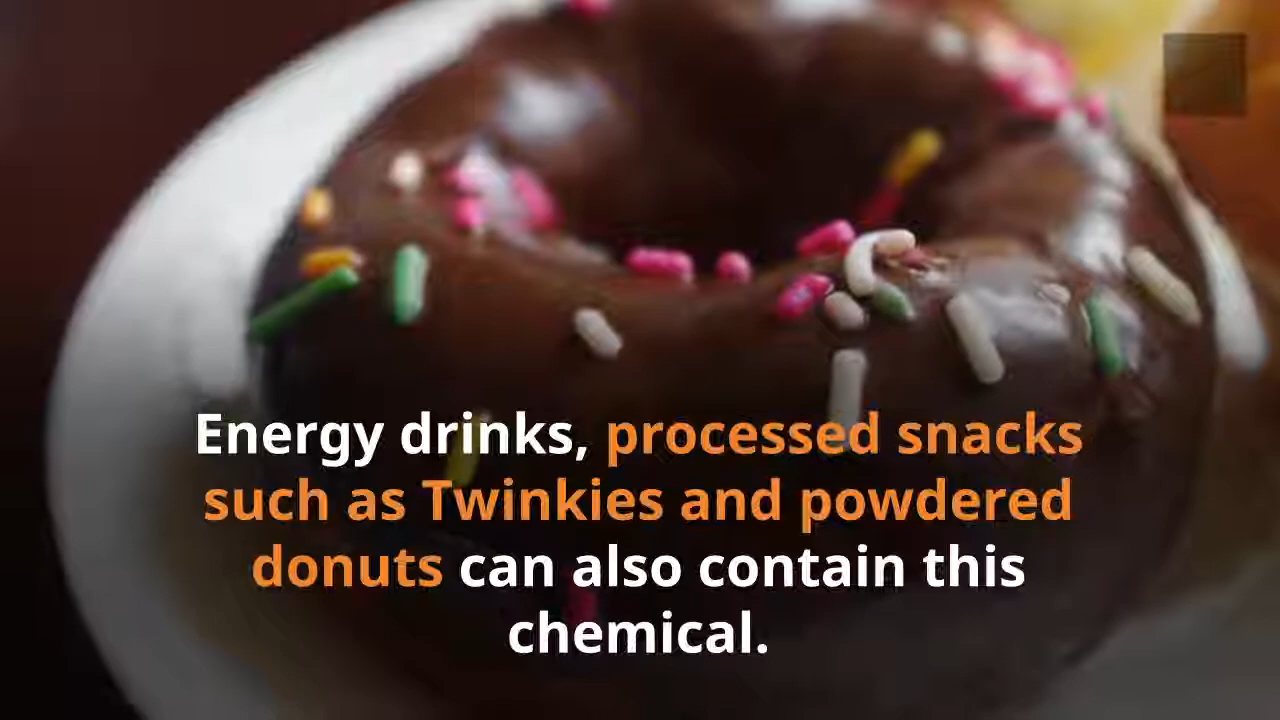 Energy drinks, processed snacks
such as Twinkies and powdered
donuts can also contain this
chemical.